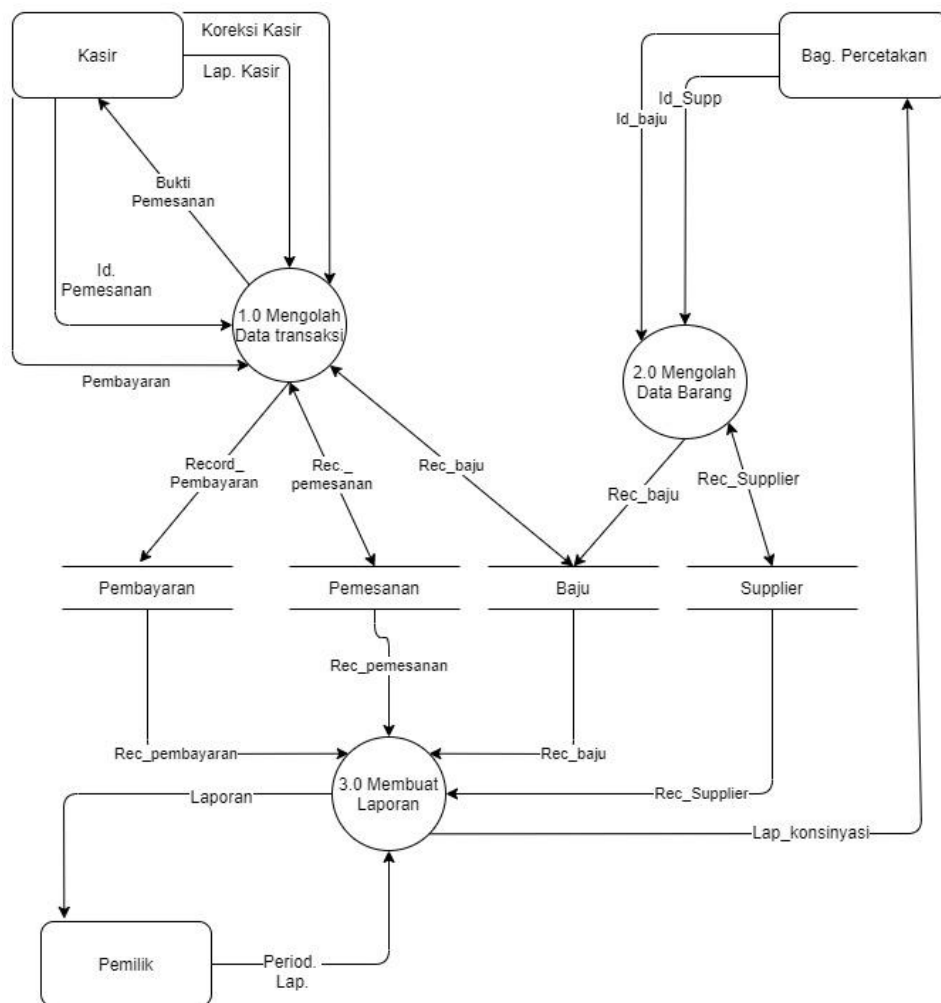 Koreksi Kasir
Kasir
Lap. Kasir
Bag. Percetakan
Id_Supp
Id_baju
Bukti
Pemesanan
Id.
Pemesanan
1.0 Mengolah
Data transaksi
Pembayaran
2.0 Mengolah
Data Barang
Record_
Pembayaran
Rec._
pemesanan
Rec_baju
Rec_baju
Rec_Supplier
Pembayaran
Pemesanan
Baju
Supplier
Rec_pemesanan
Rec_pembayaran
Rec_baju
3.0 Membuat
Laporan
Laporan
Rec_Supplier
Lap_konsinyasi
Pemilik
Period.
Lap.